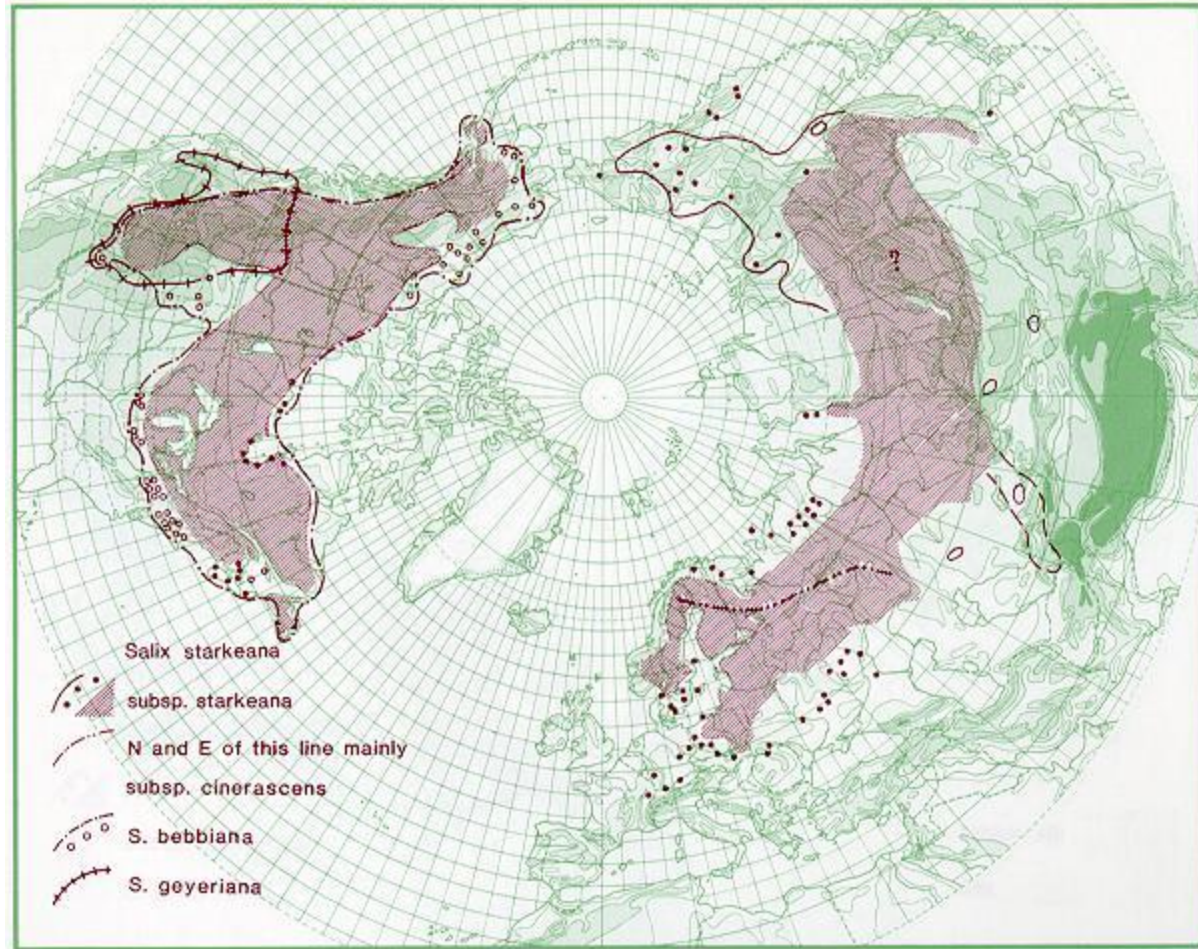 ?
Salix starkeana
subsp. starkeana
N and E of this line mainly
subsp. cinerascens
S. bebbiana
S. geyeriana